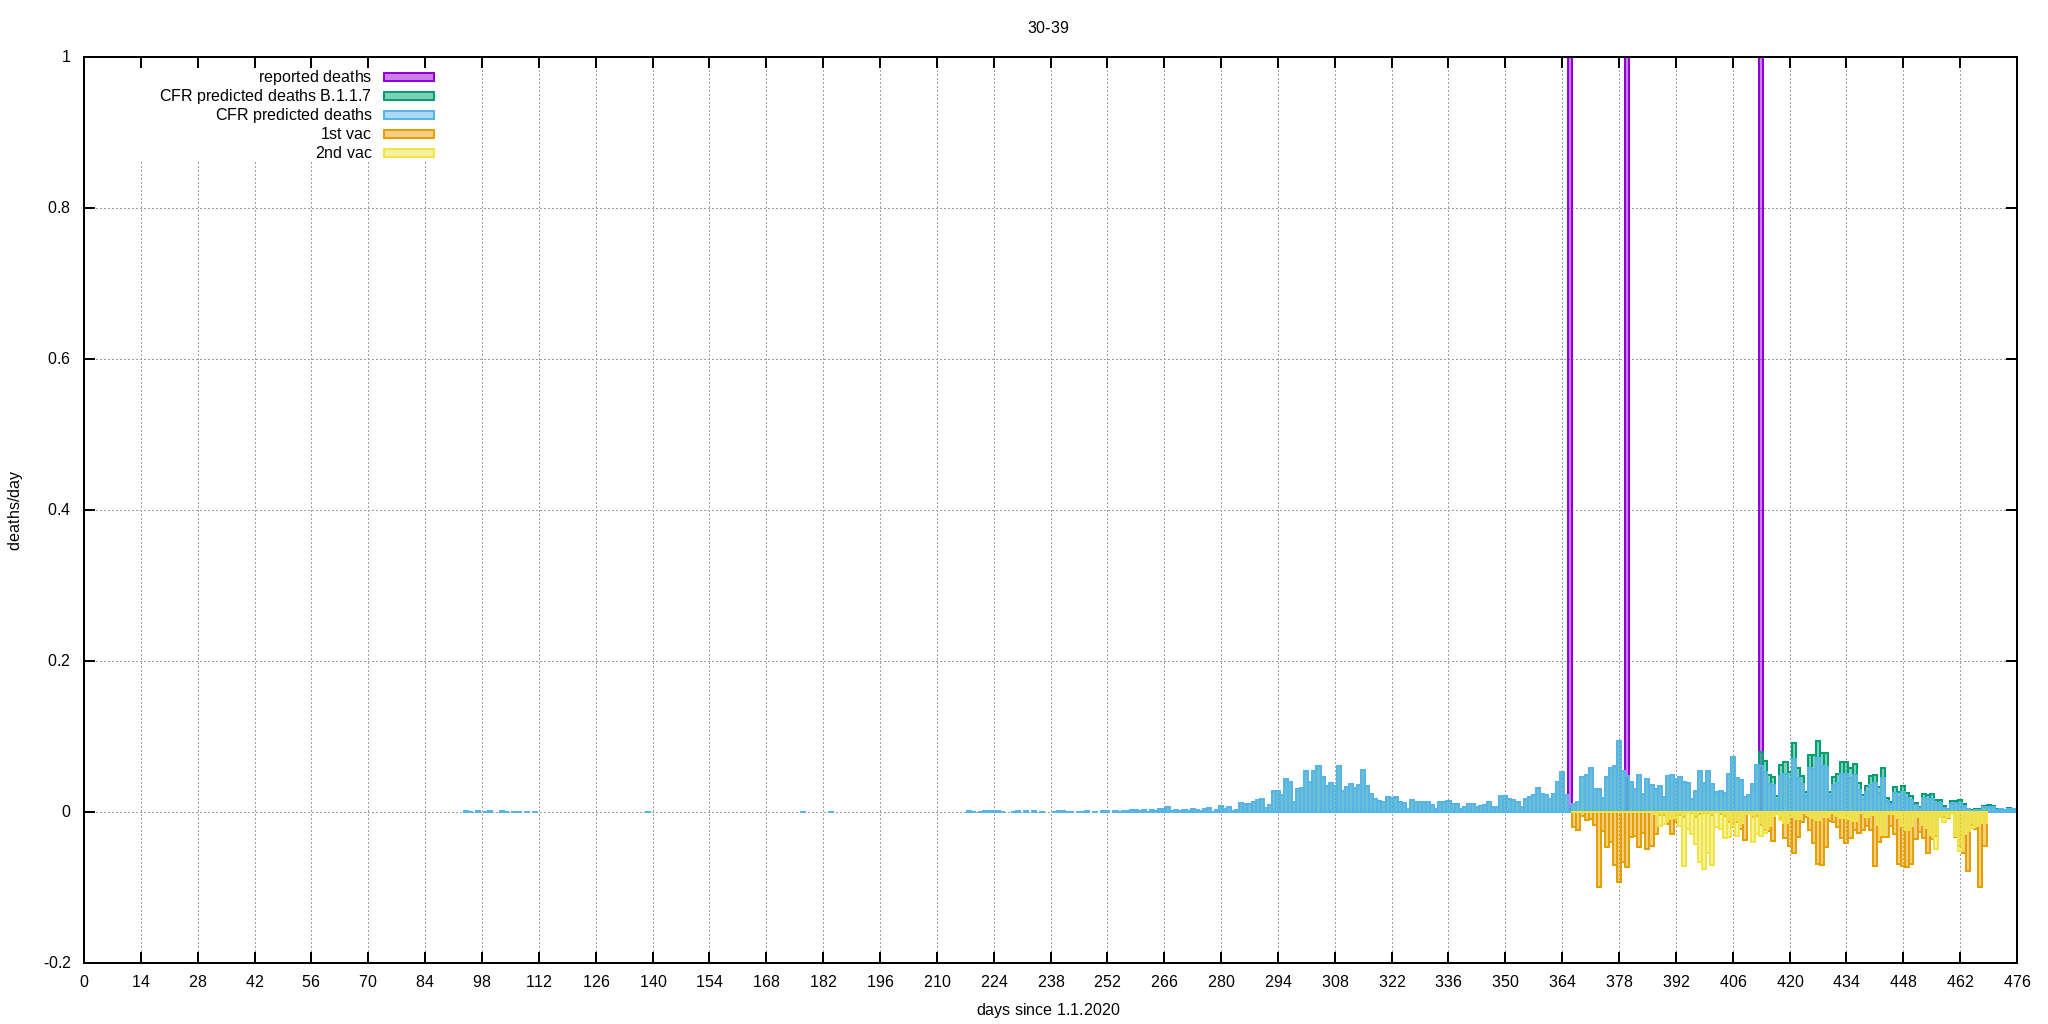 30-39
reported deaths
CFR predicted deaths B.1.1.7
CFR predicted deaths
1st vac
2nd vac
1
0.8
0.6
0.4
0.2
0
-0.2
deaths/day
0 14 28 42 56 70 84 98 112 126 140 154 168 182 196 210 224 238 252 266 280 294 308 322 336 350 364 378 392 406 420 434 448 462 476
days since 1.1.2020